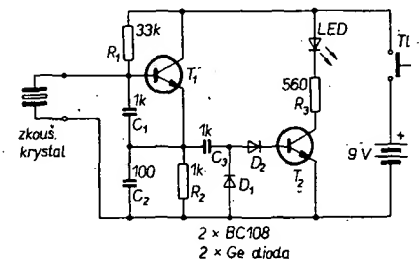 33k
R1
T1
LED
Tl
560
R3
1k
C1
zkouš.
krystal
1k
C3
D2
9 V
+
100
C2
1k
R2
D1
T2
2 × BC108
2 × Ge dioda